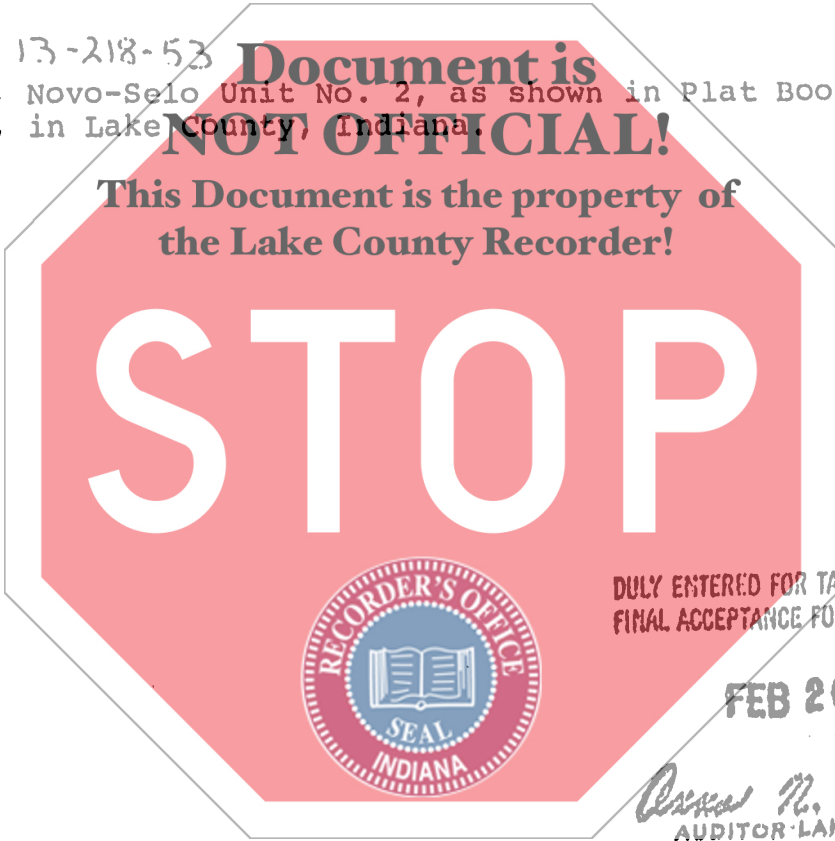 13-218-53
Document is
Novo-Selo Unit No. 2, as shown in Plat Boo
in Lake County, Indiana.
NOT OFFICIAL!
This Document is the property of
the Lake County Recorder!
STOP
RECORDER'S OFFICE
SEAL
INDIANA
DULY ENTERED FOR TA
FINAL ACCEPTANCE FO
FEB 2
AUDITOR LA